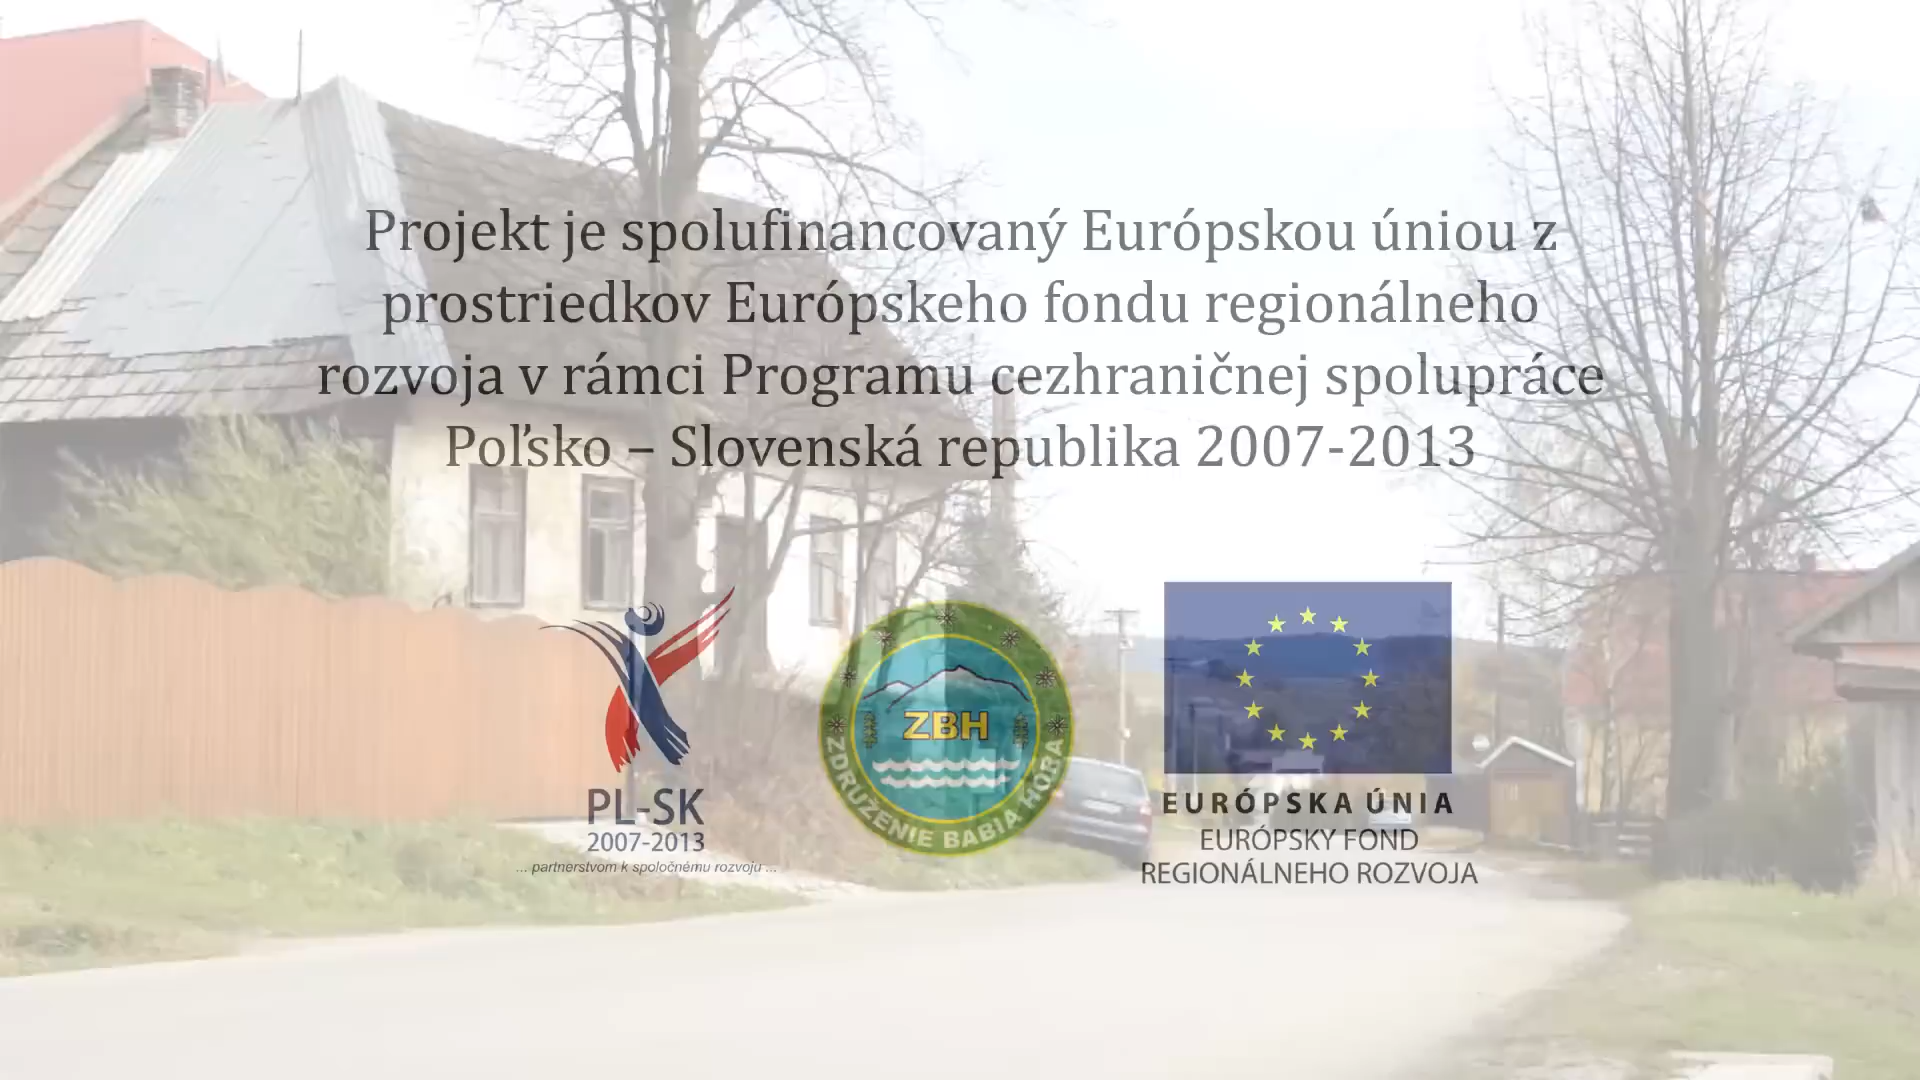 Projekt je spolufinancovaný Európskou úniou z
prostriedkov Európskeho fondu regionálneho
rozvoja v rámci Programu cezhraničnej spolupráce
Poľsko – Slovenská republika 2007-2013
PL-SK
2007-2013
... partnerstvom k spoločnému rozvoju ...
ZBH
ZDRUŽENIE BABIA HORA
EURÓPSKA ÚNIA
EURÓPSKY FOND
REGIONÁLNEHO ROZVOJA